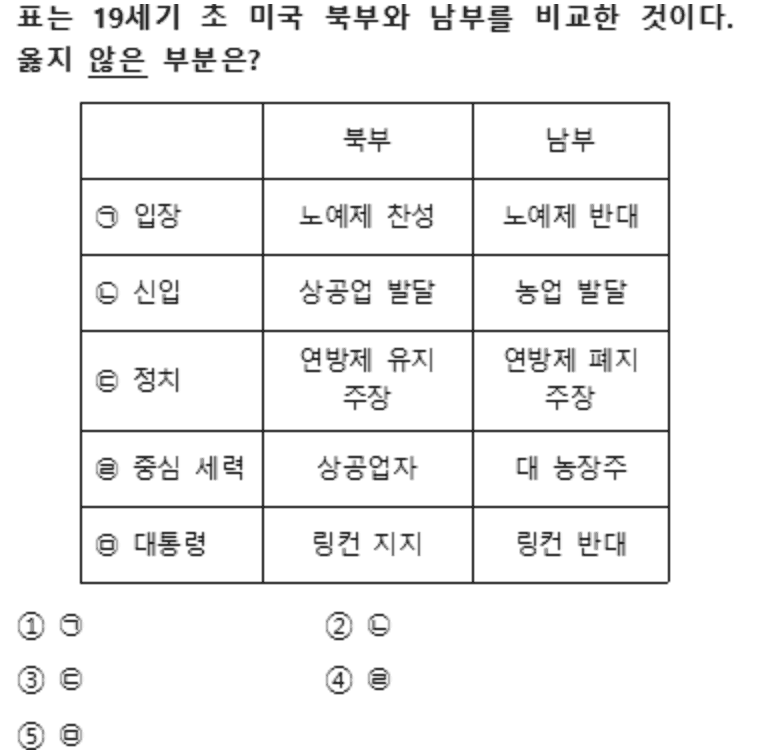 표는 19세기 초 미국 북부와 남부를 비교한 것이다.
옳지 않은 부분은?
북부 남부
㉠ 입장 노예제 찬성 노예제 반대
㉡ 신입 상공업 발달 농업 발달
㉢ 정치 연방제 유지 주장 연방제 폐지 주장
㉣ 중심 세력 상공업자 대 농장주
㉤ 대통령 링컨 지지 링컨 반대
① ㉠ ② ㉡
③ ㉢ ④ ㉣
⑤ ㉤